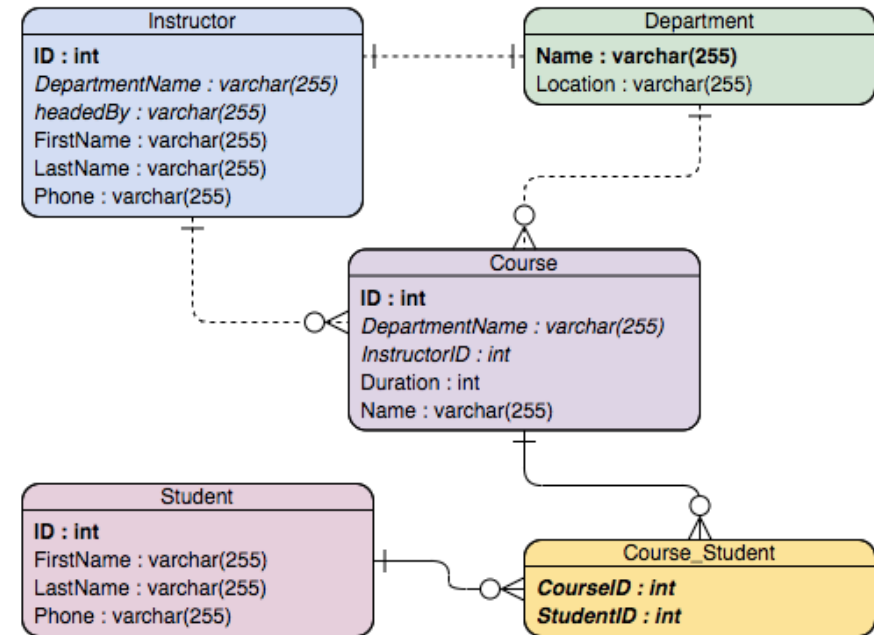 Instructor
ID : int
DepartmentName : varchar(255)
headedBy : varchar(255)
FirstName : varchar(255)
LastName : varchar(255)
Phone : varchar(255)
Department
Name : varchar(255)
Location : varchar(255)
Course
ID : int
DepartmentName : varchar(255)
InstructorID : int
Duration : int
Name : varchar(255)
Student
ID : int
FirstName : varchar(255)
LastName : varchar(255)
Phone : varchar(255)
Course_Student
CourseID : int
StudentID : int